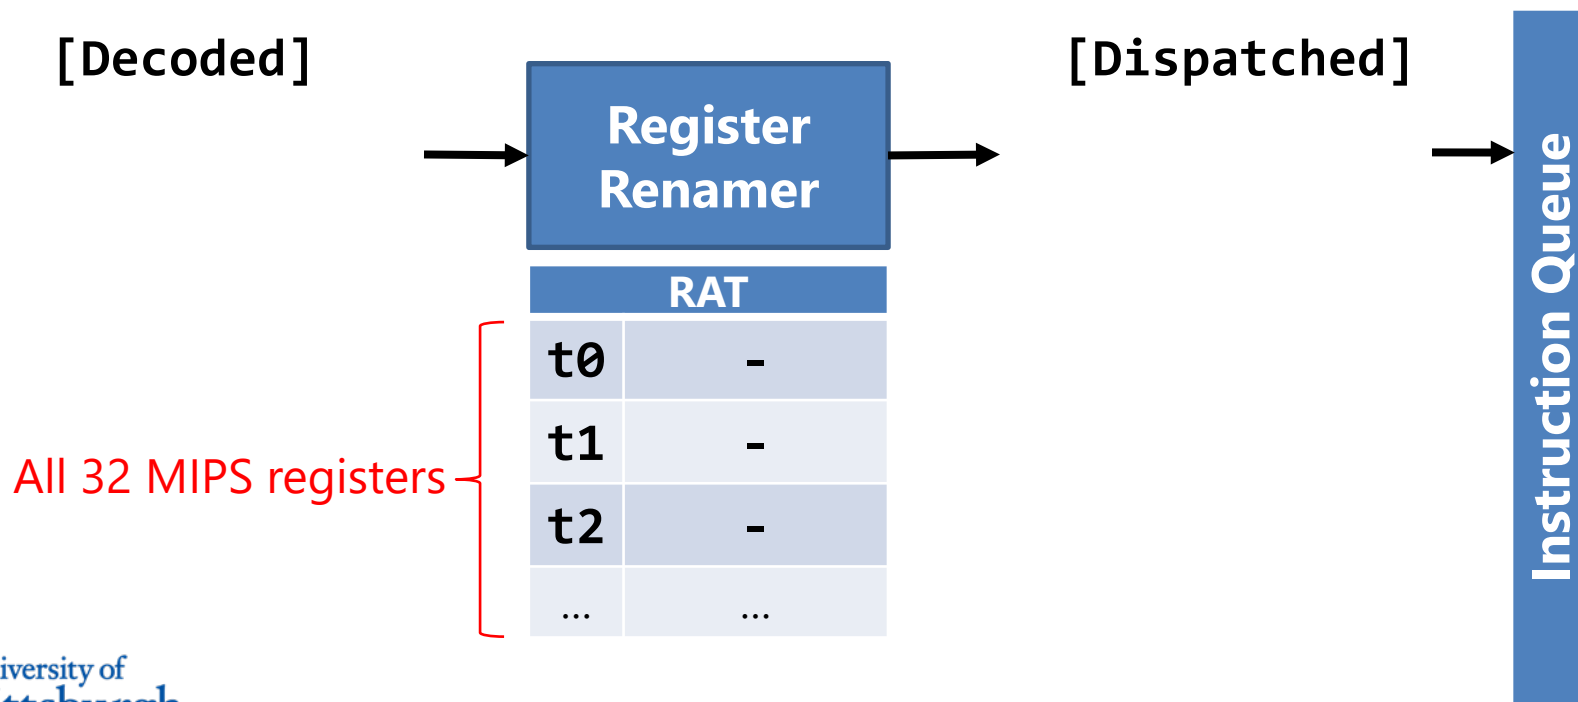 [Decoded]
[Dispatched]
Register
Renamer
RAT
t0 -
t1 -
t2 -
... ...
All 32 MIPS registers
Instruction Queue
iversity of